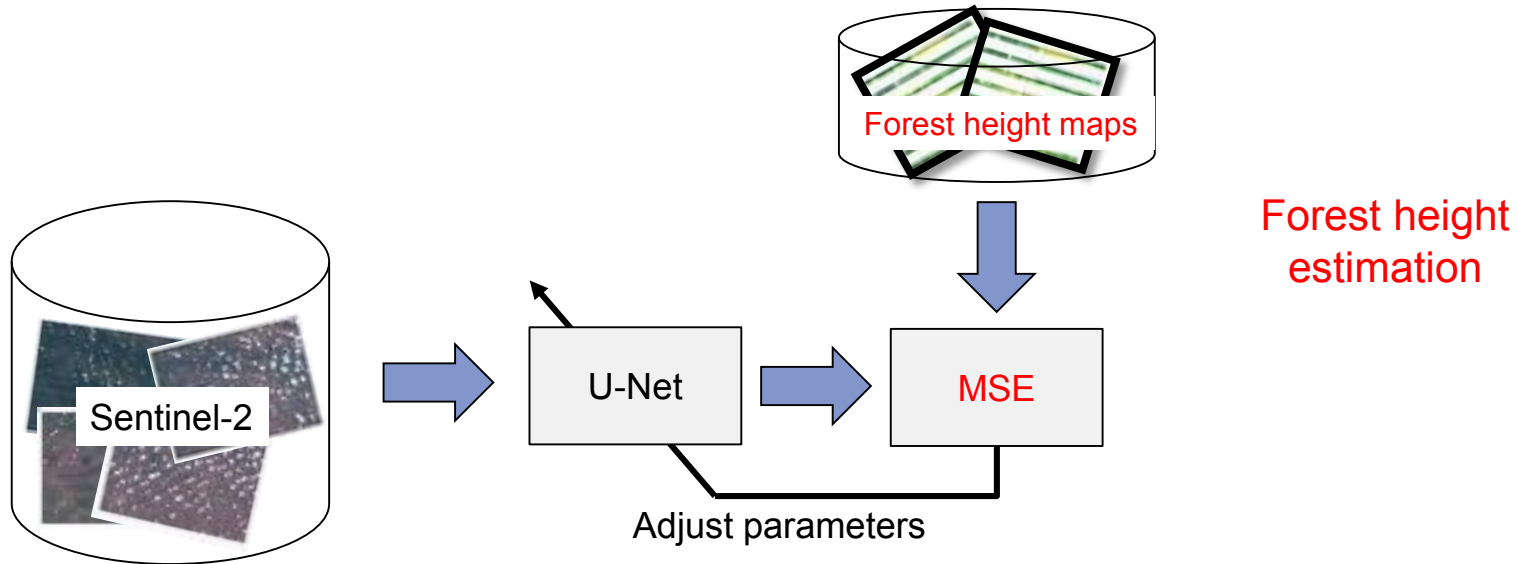 Forest height maps
Forest height
estimation
Sentinel-2
U-Net
MSE
Adjust parameters